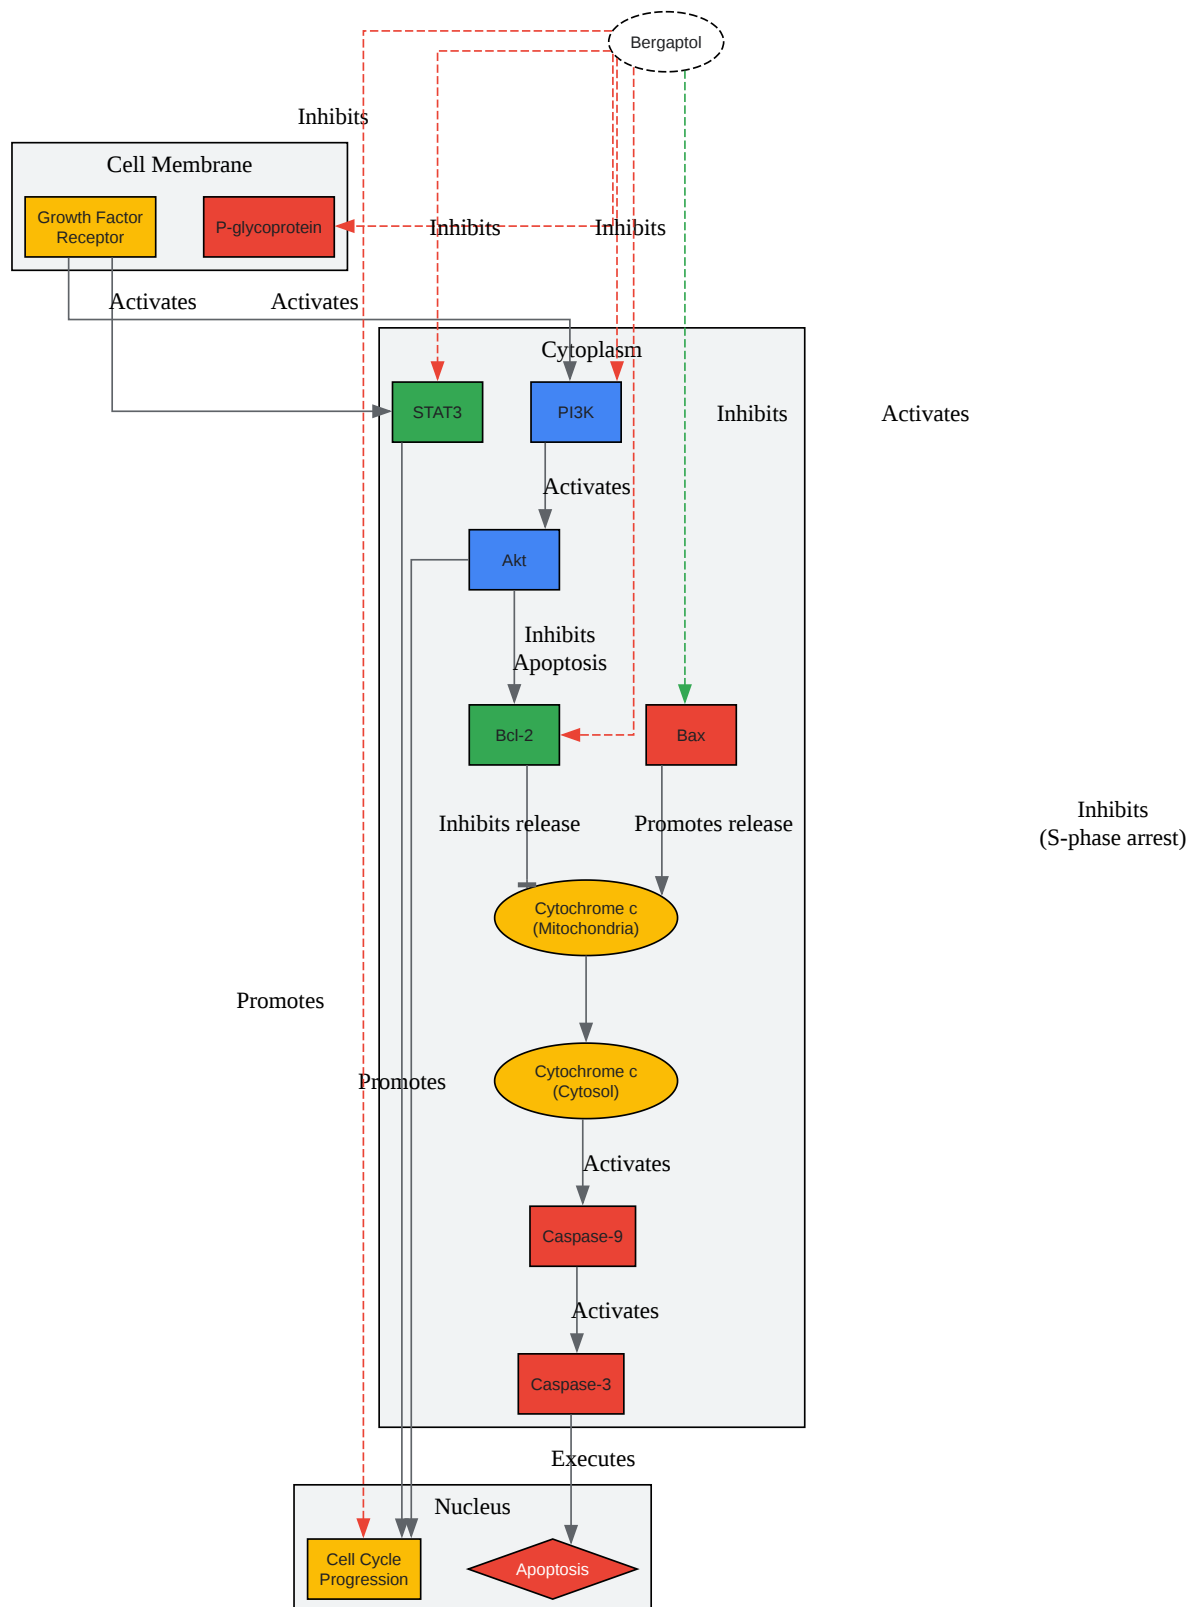 Bergaptol
Inhibits
Cell Membrane
Growth Factor
Receptor
P-glycoprotein
Inhibits
Inhibits
Activates
Activates
Cytoplasm
STAT3
PI3K
Inhibits
Activates
Activates
Akt
Inhibits
Apoptosis
Bcl-2
Bax
Inhibits release
Promotes release
Inhibits
(S-phase arrest)
Cytochrome c
(Mitochondria)
Promotes
Cytochrome c
(Cytosol)
Promotes
Activates
Caspase-9
Activates
Caspase-3
Executes
Nucleus
Cell Cycle
Progression
Apoptosis